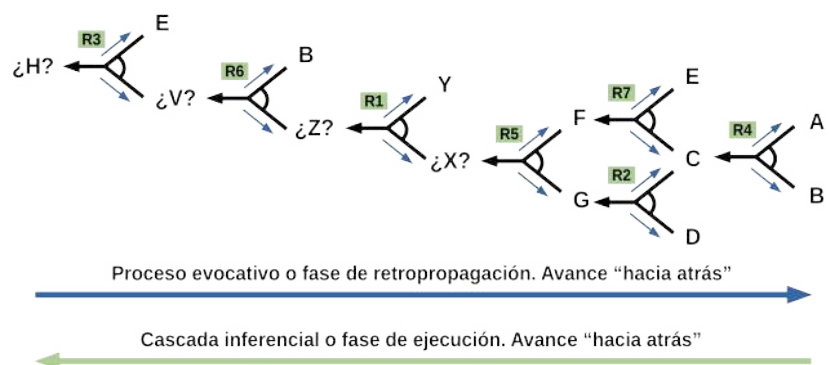 E
R3
¿H?
B
R6
¿V?
Y
R1
¿Z?
E
R7
F
A
R4
R5
¿X?
C
R2
B
G
D
Proceso evocativo o fase de retropropagación. Avance “hacia atrás”
Cascada inferencial o fase de ejecución. Avance “hacia atrás”